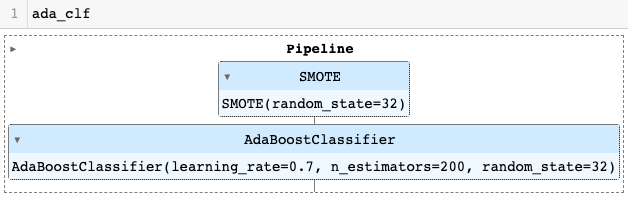 1 ada_clf
Pipeline
SMOTE
SMOTE(random_state=32)
AdaBoostClassifier
AdaBoostClassifier(learning_rate=0.7, n_estimators=200, random_state=32)